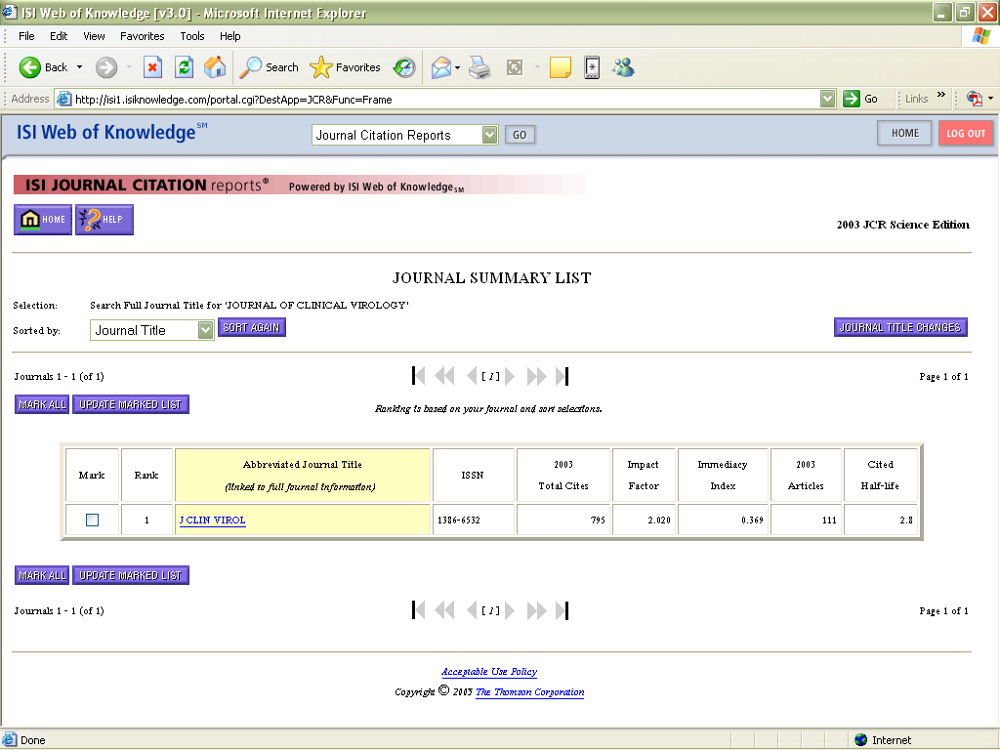 ISI Web of Knowledge [v3.0] - Microsoft Internet Explorer
File Edit View Favorites Tools Help
Back Search Favorites
Address http://isi1.isiknowledge.com/portal.cgi?DestApp=JCR&Func=Frame Go Links »
ISI Web of Knowledge SM Journal Citation Reports GO HOME LOG OUT
ISI JOURNAL CITATION reports® Powered by ISI Web of Knowledge SM
HOME HELP
2003 JCR Science Edition
JOURNAL SUMMARY LIST
Selection: Search Full Journal Title for 'JOURNAL OF CLINICAL VIROLOGY'
Sorted by: Journal Title SORT AGAIN JOURNAL TITLE CHANGES
Journals 1 - 1 (of 1) [ 1 ] Page 1 of 1
MARK ALL UPDATE MARKED LIST Ranking is based on your journal and sort selections.
Mark Rank Abbreviated Journal Title (linked to full journal information) ISSN 2003 Total Cites Impact Factor Immediacy Index 2003 Articles Cited Half-life
1 J CLIN VIROL 1386-6532 795 2.020 0.369 111 2.8
MARK ALL UPDATE MARKED LIST
Journals 1 - 1 (of 1) [ 1 ] Page 1 of 1
Acceptable Use Policy
Copyright © 2005 The Thomson Corporation
Done Internet